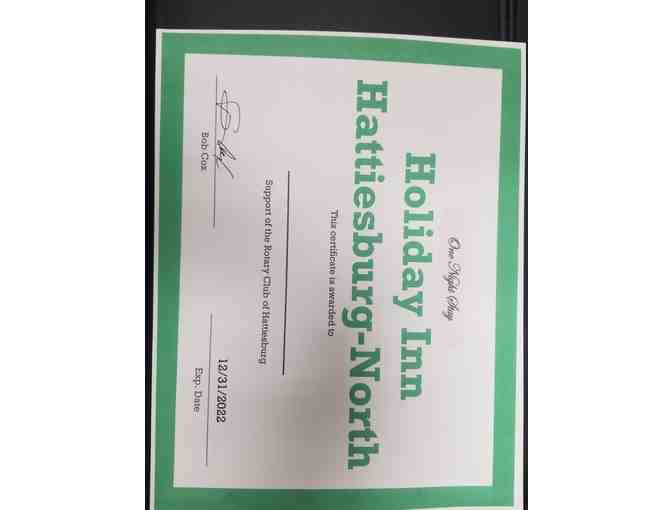 One Night Stay
Holiday Inn
Hattiesburg-North
This certificate is awarded to
Support of the Rotary Club of Hattiesburg
Bob Cox
12/31/2022
Exp. Date